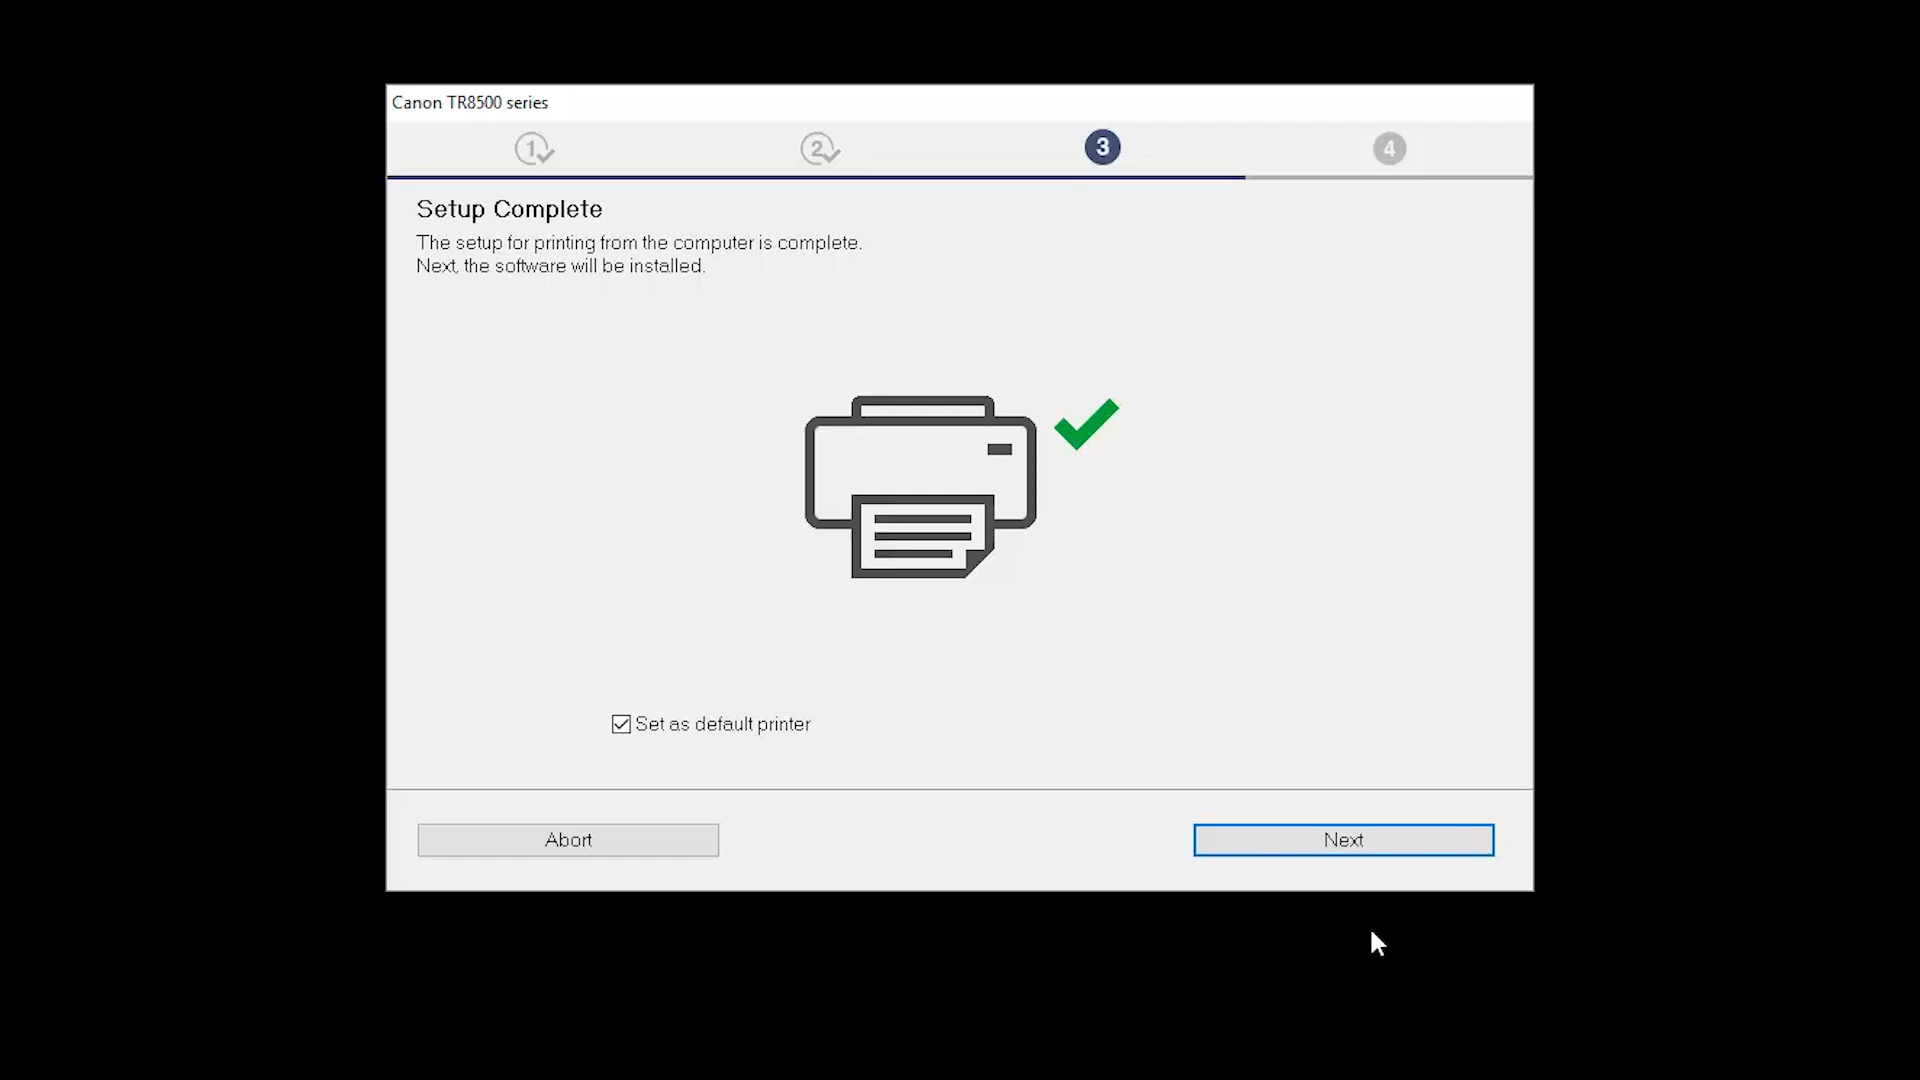 Canon TR8500 series
1 2 3 4
Setup Complete
The setup for printing from the computer is complete.
Next, the software will be installed.
Set as default printer
Abort Next